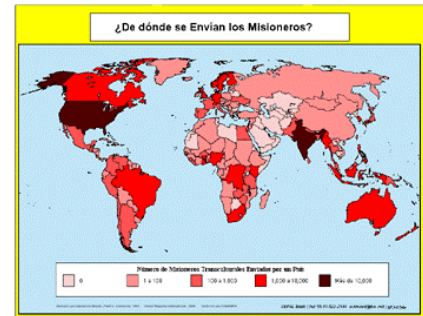 ¿De dónde se Envían los Misioneros?
Número de Misioneros Transculturales Enviados por un País
0
1 a 100
100 a 1,000
1,000 a 10,000
Más de 10,000